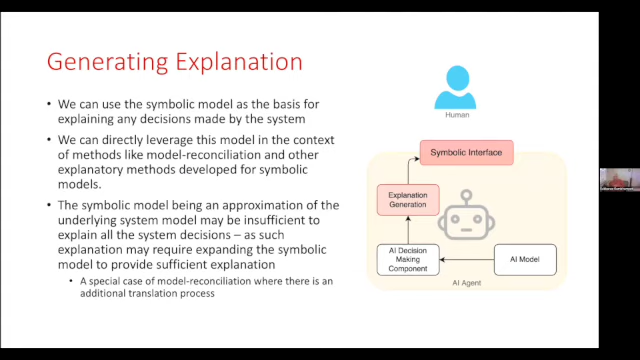 Generating Explanation
• We can use the symbolic model as the basis for
explaining any decisions made by the system
• We can directly leverage this model in the context
of methods like model-reconciliation and other
explanatory methods developed for symbolic
models.
• The symbolic model being an approximation of the
underlying system model may be insufficient to
explain all the system decisions – as such
explanation may require expanding the symbolic
model to provide sufficient explanation
• A special case of model-reconciliation where there is an
additional translation process
Human
Symbolic Interface
Explanation
Generation
AI Decision
Making
Component
AI Model
AI Agent